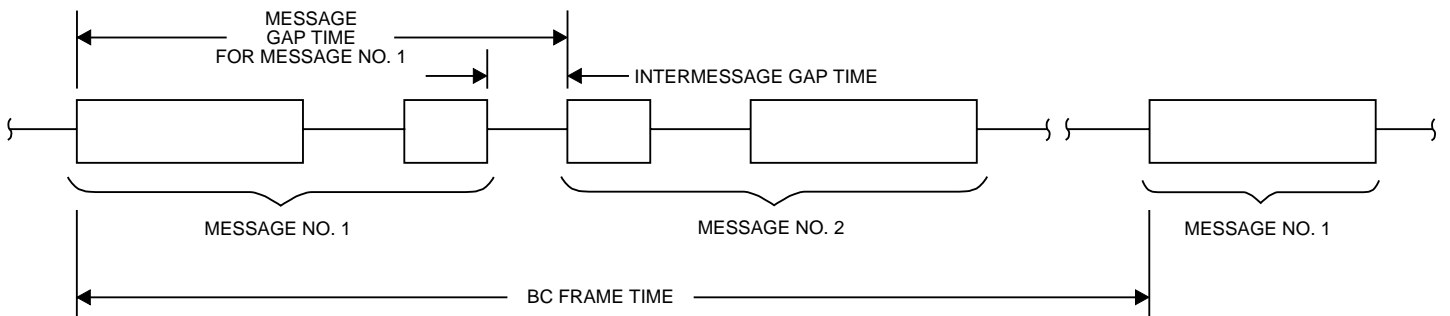 MESSAGE
GAP TIME
FOR MESSAGE NO. 1
INTERMESSAGE GAP TIME
MESSAGE NO. 1
MESSAGE NO. 2
MESSAGE NO. 1
BC FRAME TIME